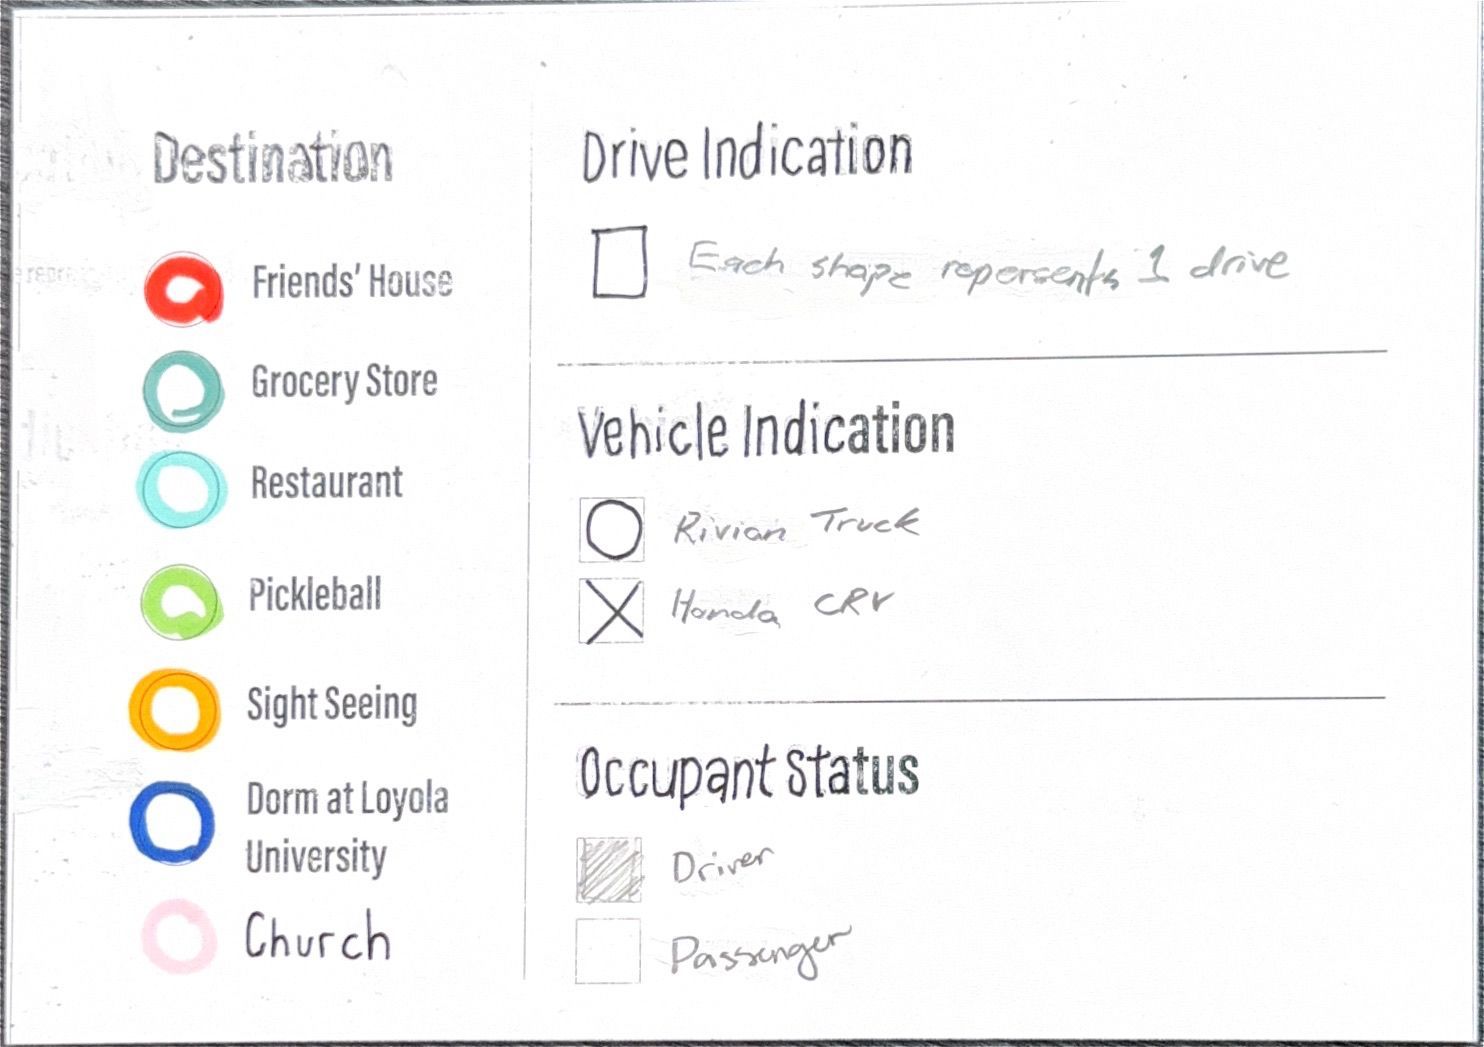 Destination
Friends' House
Grocery Store
Restaurant
Pickleball
Sight Seeing
Dorm at Loyola
University
Church
Drive Indication
Each shape repersents 1 drive
Vehicle Indication
Rivian Truck
Honda CRV
Occupant Status
Driver
Passenger